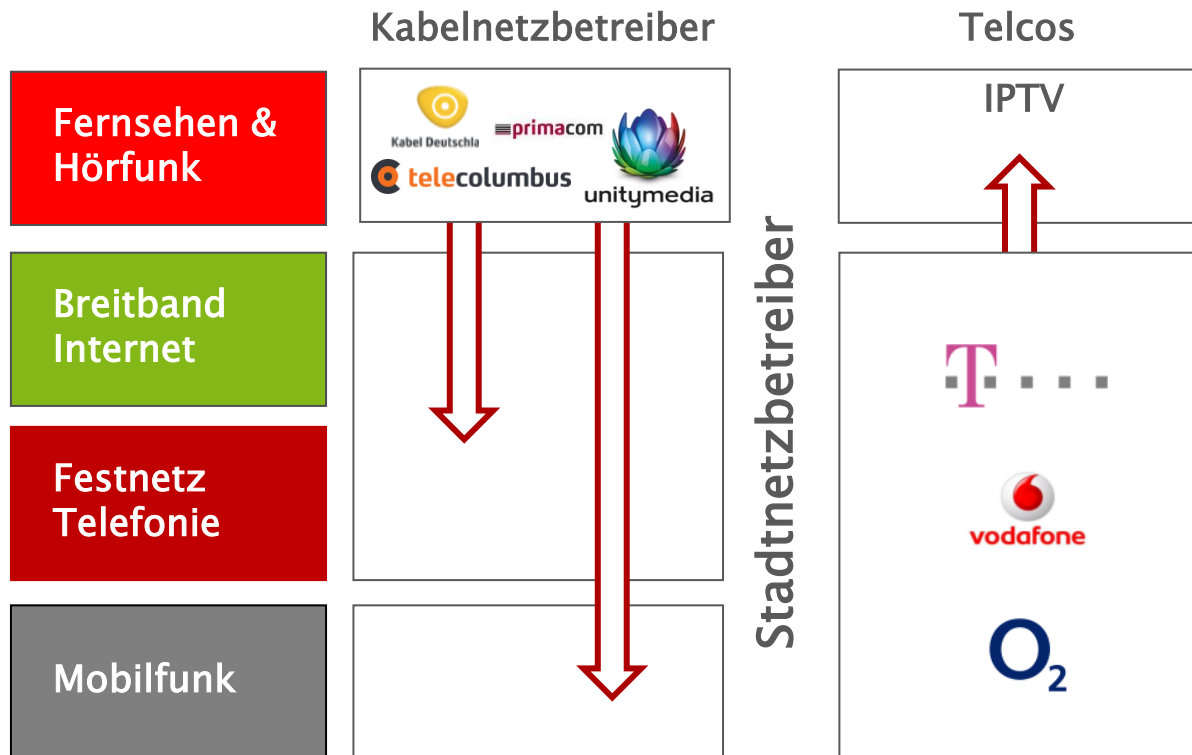 Kabelnetzbetreiber
Telcos
Fernsehen &
Hörfunk
Kabel Deutschla
primacom
telecolumbus
unitymedia
IPTV
Breitband
Internet
Festnetz
Telefonie
Mobilfunk
Stadtnetzbetreiber
T
vodafone
O2